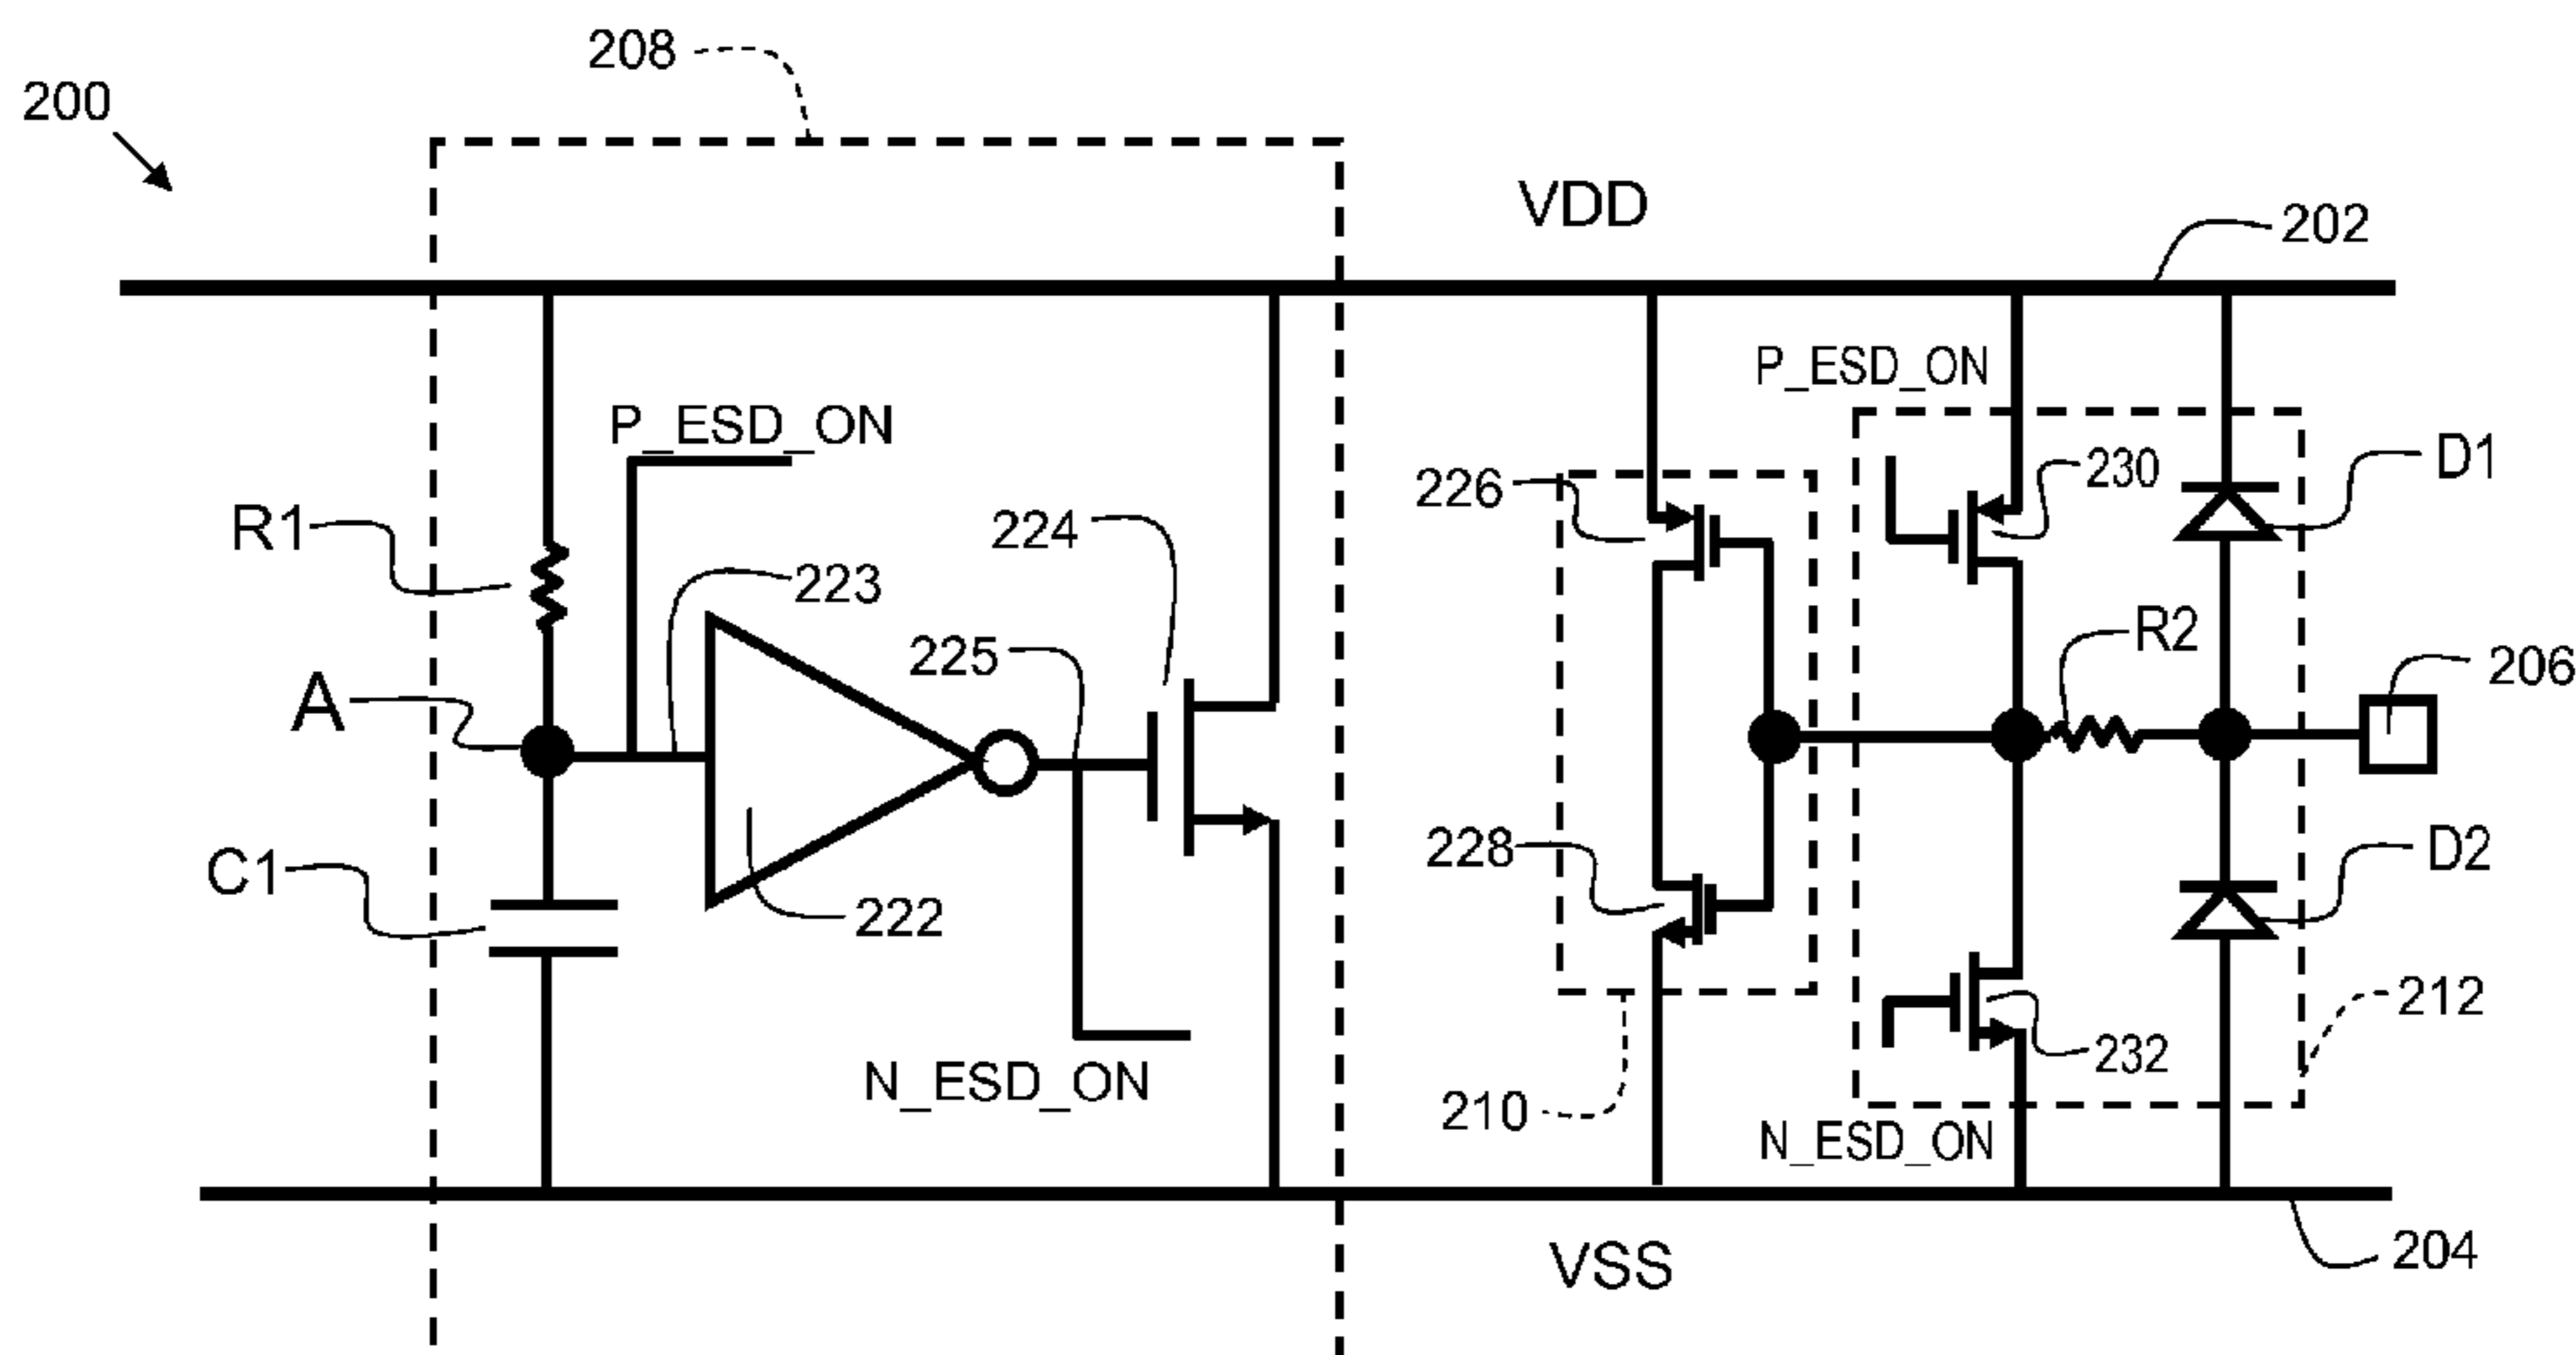 208
200
VDD
202
P_ESD_ON
P_ESD_ON
D1
230
226
R1
224
223
R2
225
206
A
228
D2
C1
222
212
232
N_ESD_ON
210
N_ESD_ON
VSS
204